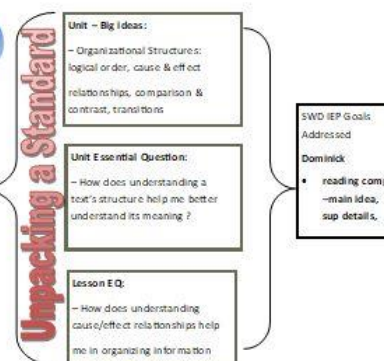 Unpacking a Standard
Unit – Big Ideas:
– Organizational Structures:
logical order, cause & effect
relationships, comparison &
contrast, transitions
Unit Essential Question:
– How does understanding a
text's structure help me better
understand its meaning ?
Lesson EQ:
– How does understanding
cause/effect relationships help
me in organizing information
SWD IEP Goals
Addressed
Dominick
• reading comp
–main idea,
sup details,